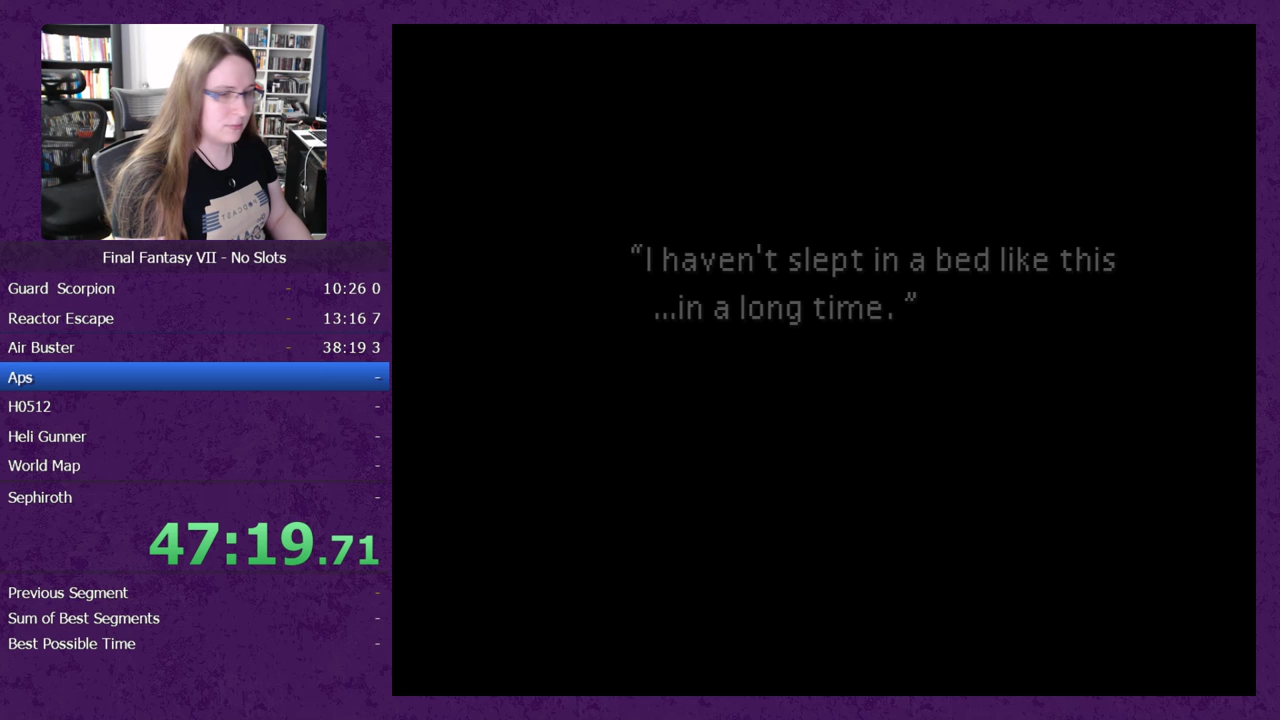 “I haven't slept in a bed like this
...in a long time. ”
Final Fantasy VII - No Slots
Guard Scorpion - 10:26 0
Reactor Escape - 13:16 7
Air Buster - 38:19 3
Aps -
H0512 -
Heli Gunner -
World Map -
Sephiroth -
47:19.71
Previous Segment -
Sum of Best Segments -
Best Possible Time -